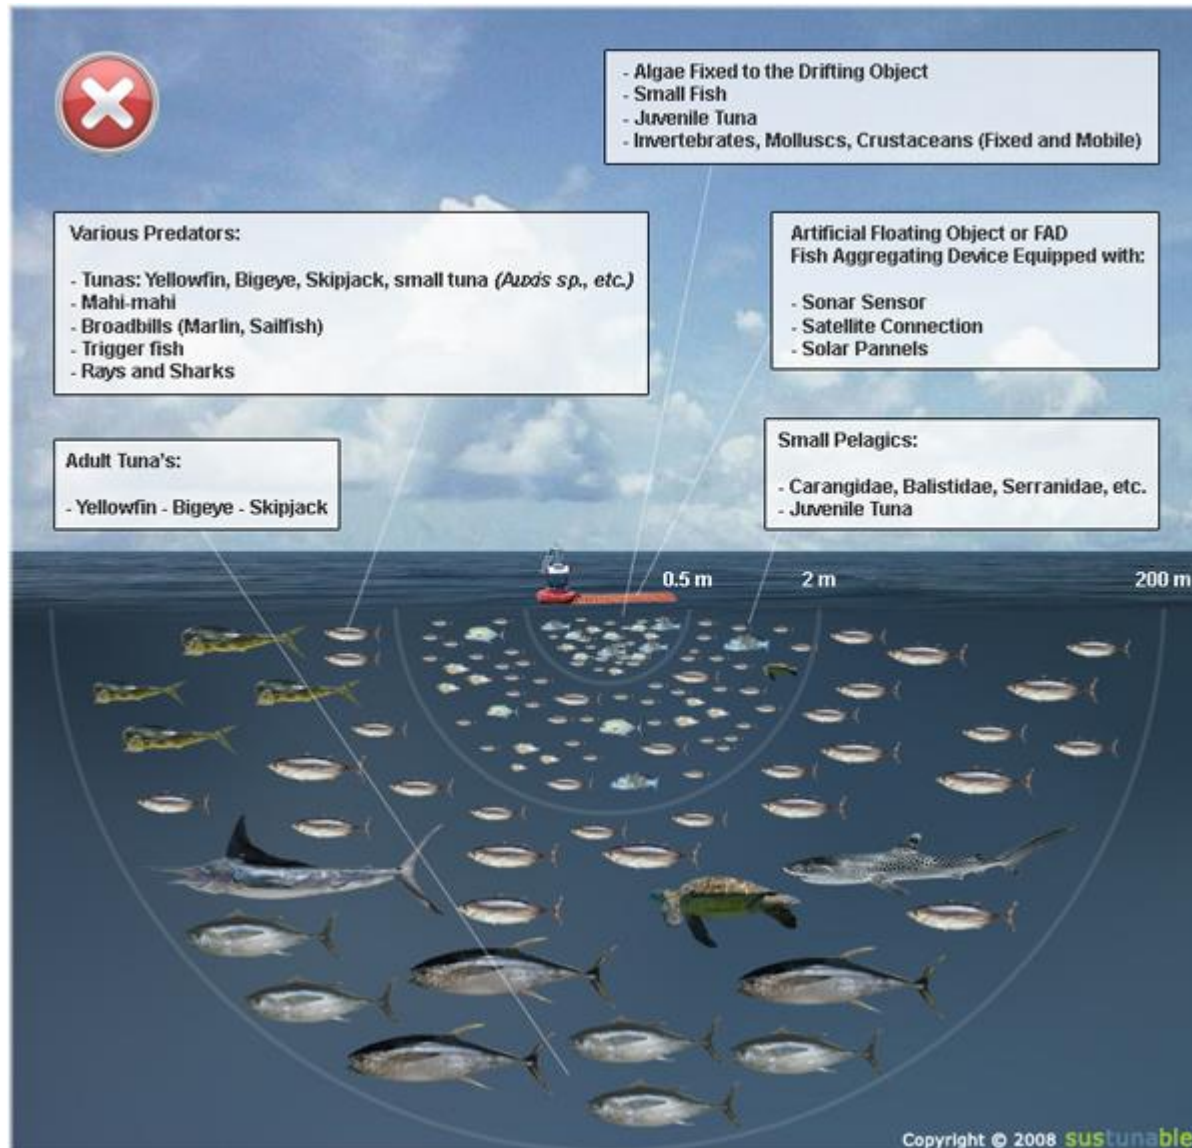 - Algae Fixed to the Drifting Object
- Small Fish
- Juvenile Tuna
- Invertebrates, Molluscs, Crustaceans (Fixed and Mobile)
Various Predators:
- Tunas: Yellowfin, Bigeye, Skipjack, small tuna (Auxis sp., etc.)
- Mahi-mahi
- Broadbills (Marlin, Sailfish)
- Trigger fish
- Rays and Sharks
Artificial Floating Object or FAD
Fish Aggregating Device Equipped with:
- Sonar Sensor
- Satellite Connection
- Solar Pannels
Adult Tuna's:
- Yellowfin - Bigeye - Skipjack
Small Pelagics:
- Carangidae, Balistidae, Serranidae, etc.
- Juvenile Tuna
0.5 m
2 m
200 m
Copyright © 2008 sustunable